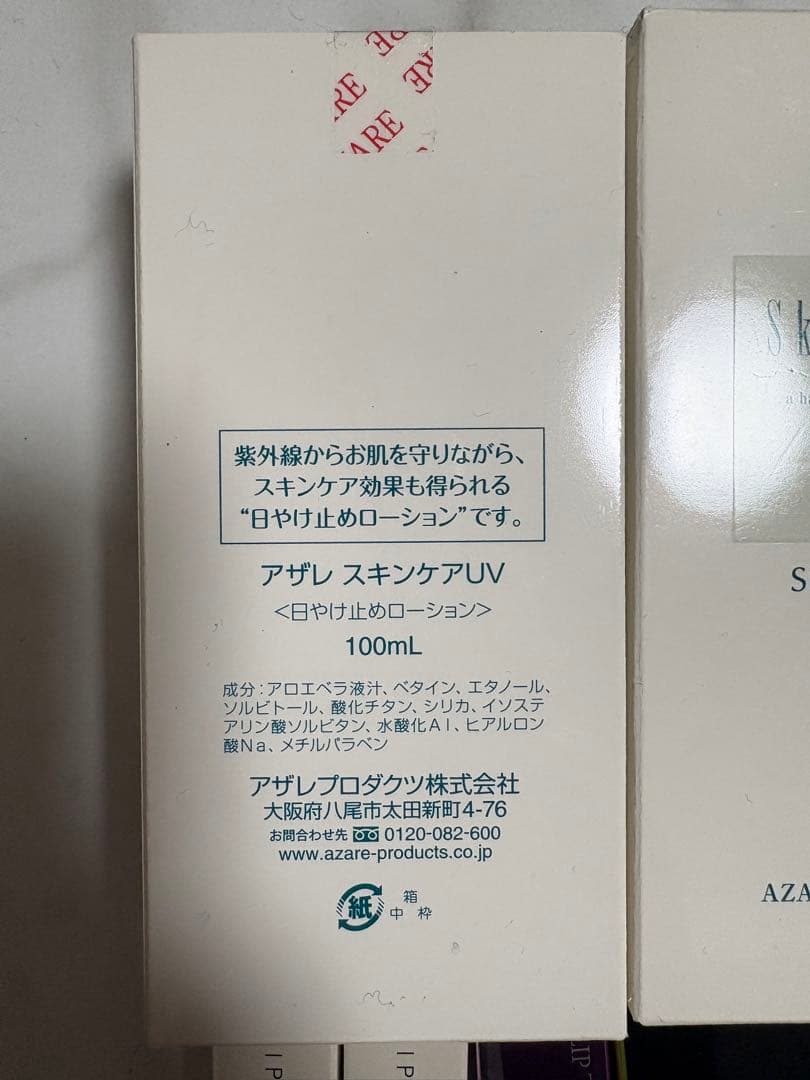 ARE
紫外線からお肌を守りながら、
スキンケア効果も得られる
“日やけ止めローション”です。
アザレ スキンケアUV
<日やけ止めローション>
100mL
成分:アロエベラ液汁、ベタイン、エタノール、
ソルビトール、酸化チタン、シリカ、イソステ
アリン酸ソルビタン、水酸化Al、ヒアルロン
酸Na、メチルパラベン
アザレプロダクツ株式会社
大阪府八尾市太田新町4-76
お問合わせ先 0120-082-600
www.azare-products.co.jp
紙
箱
中 枠
Sk
a ha
S
AZA
I P
I P
LIP